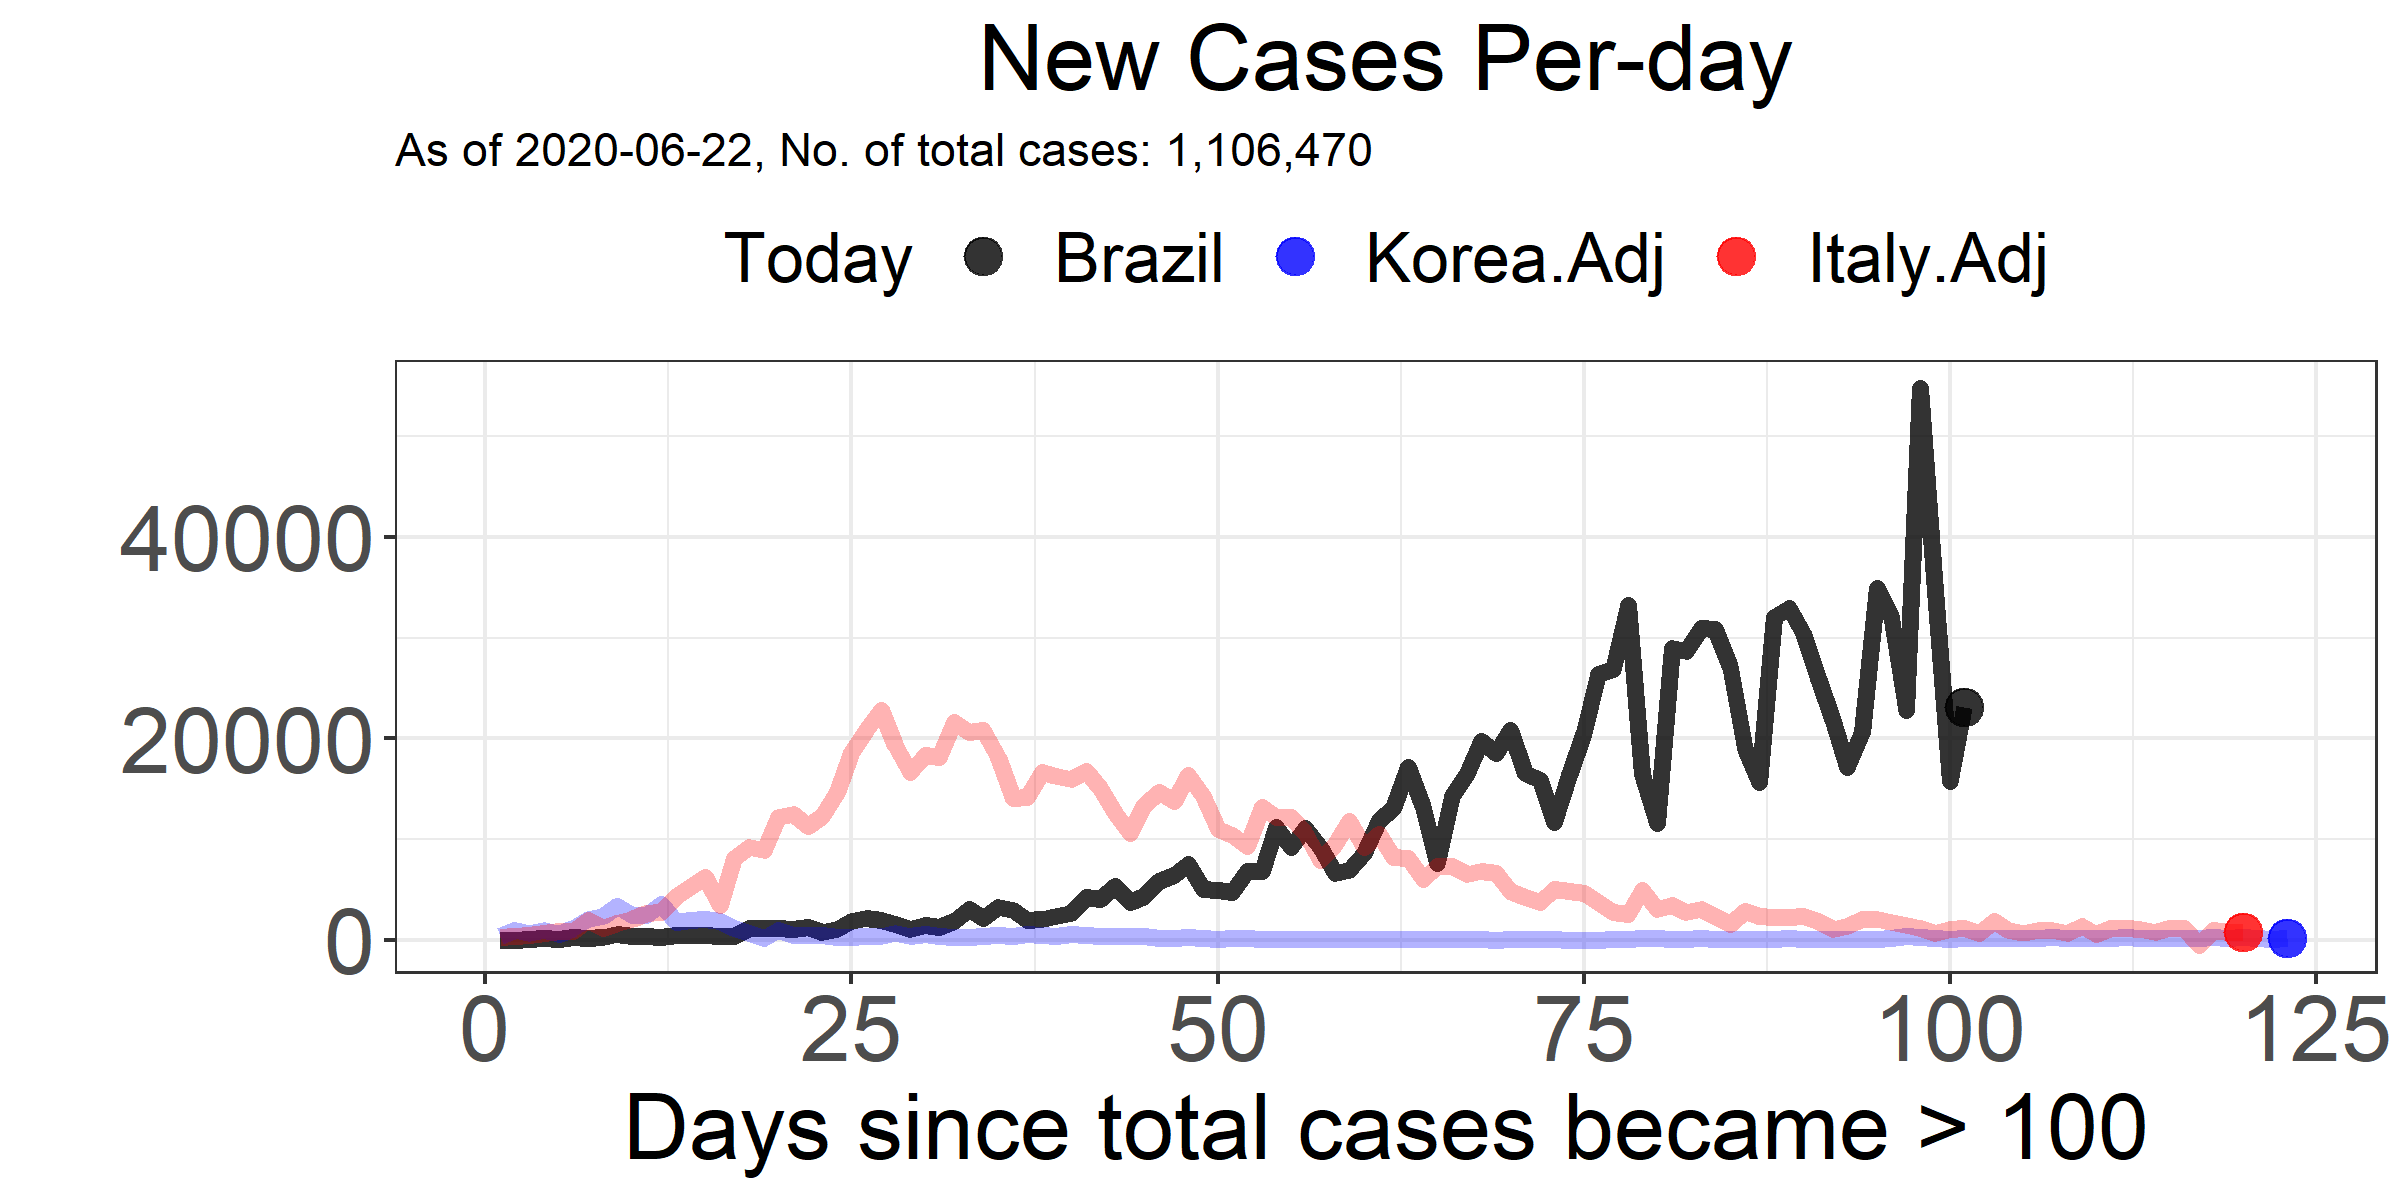 New Cases Per-day
As of 2020-06-22, No. of total cases: 1,106,470
Today Brazil Korea.Adj Italy.Adj
40000
20000
0
0 25 50 75 100 125
Days since total cases became > 100